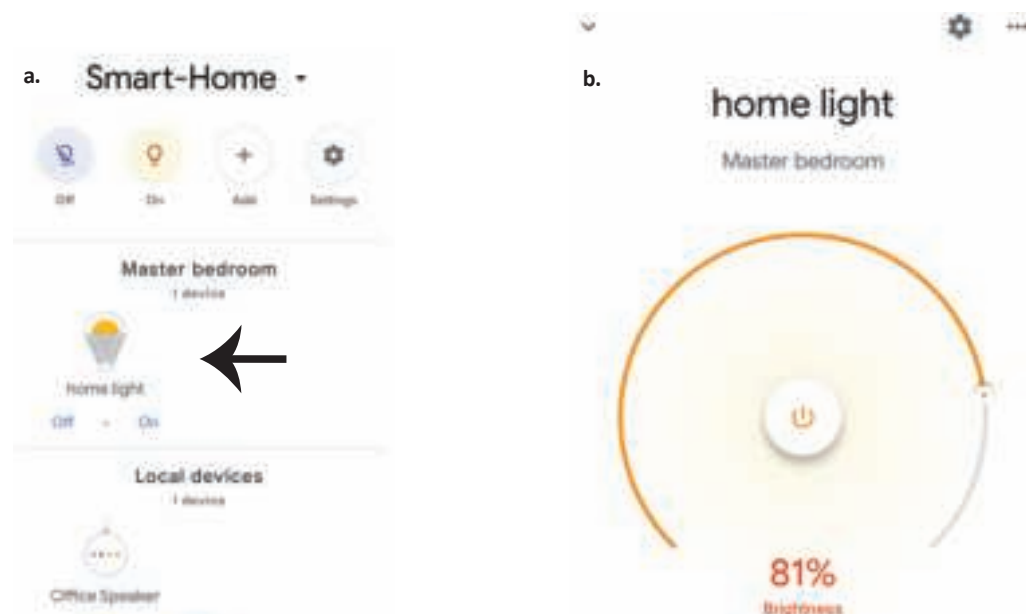 a.
Smart-Home
Off On Add Settings
Master bedroom
1 device
home light
Off - On
Local devices
1 device
Office Speaker
b.
home light
Master bedroom
81%
Brightness